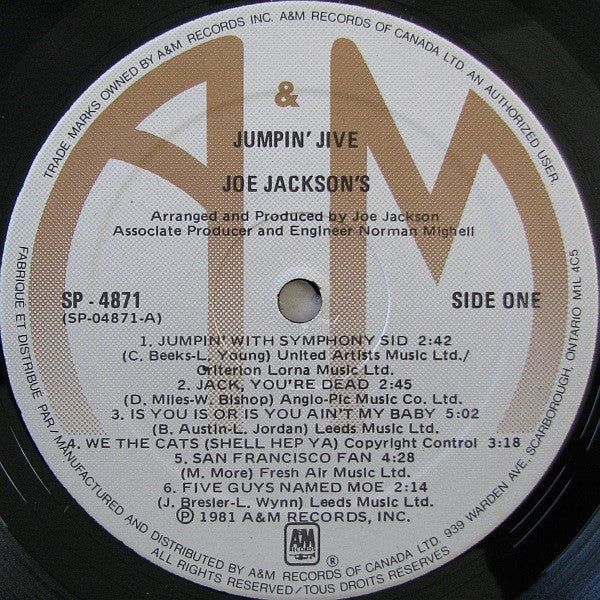 TRADE MARKS OWNED BY A&M RECORDS INC. A&M RECORDS OF CANADA LTD AN AUTHORIZED USER.
&
A M
JUMPIN' JIVE
JOE JACKSON'S
Arranged and Produced by Joe Jackson
Associate Producer and Engineer Norman Mighell
SP - 4871
(SP-04871-A)
SIDE ONE
1. JUMPIN' WITH SYMPHONY SID 2:42
(C. Beeks-L. Young) United Artists Music Ltd./
Criterion Lorna Music Ltd.
2. JACK, YOU'RE DEAD 2:45
(D. Miles-W. Bishop) Anglo-Pic Music Co. Ltd.
3. IS YOU IS OR IS YOU AIN'T MY BABY 5:02
(B. Austin-L. Jordan) Leeds Music Ltd.
4. WE THE CATS (SHELL HEP YA) Copyright Control 3:18
5. SAN FRANCISCO FAN 4:28
(M. More) Fresh Air Music Ltd.
6. FIVE GUYS NAMED MOE 2:14
(J. Bresler-L. Wynn) Leeds Music Ltd.
℗ 1981 A&M RECORDS, INC.
A&M
RECORDS
®
FABRIQUE ET DISTRIBUÉ PAR / MANUFACTURED AND DISTRIBUTED BY A&M RECORDS OF CANADA LTD. 939 WARDEN AVE, SCARBOROUGH, ONTARIO M1L 4C5
ALL RIGHTS RESERVED/TOUS DROITS RÉSERVÉS